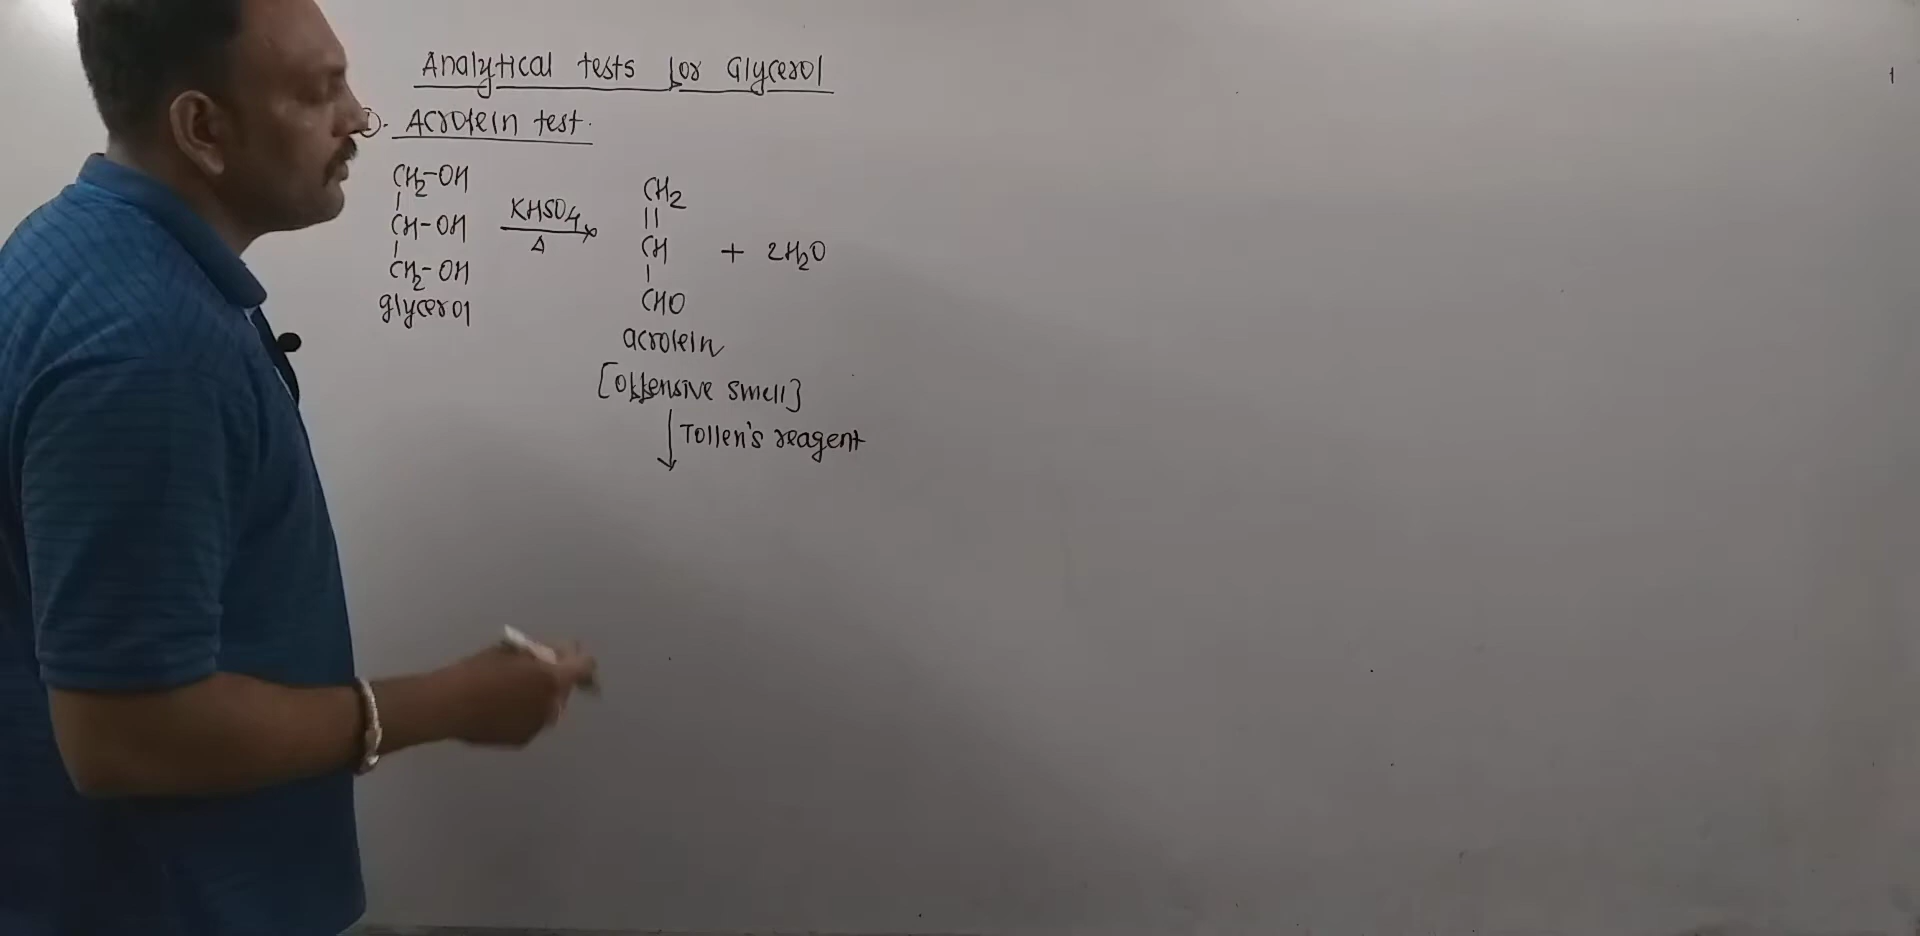 Analytical tests for Glycerol
①. Acrolein test.
CH2-OH
CH-OH
CH2-OH
glycerol
KHSO4
Δ
CH2
||
CH
CHO
+ 2H2O
acrolein
[offensive smell]
Tollen's reagent